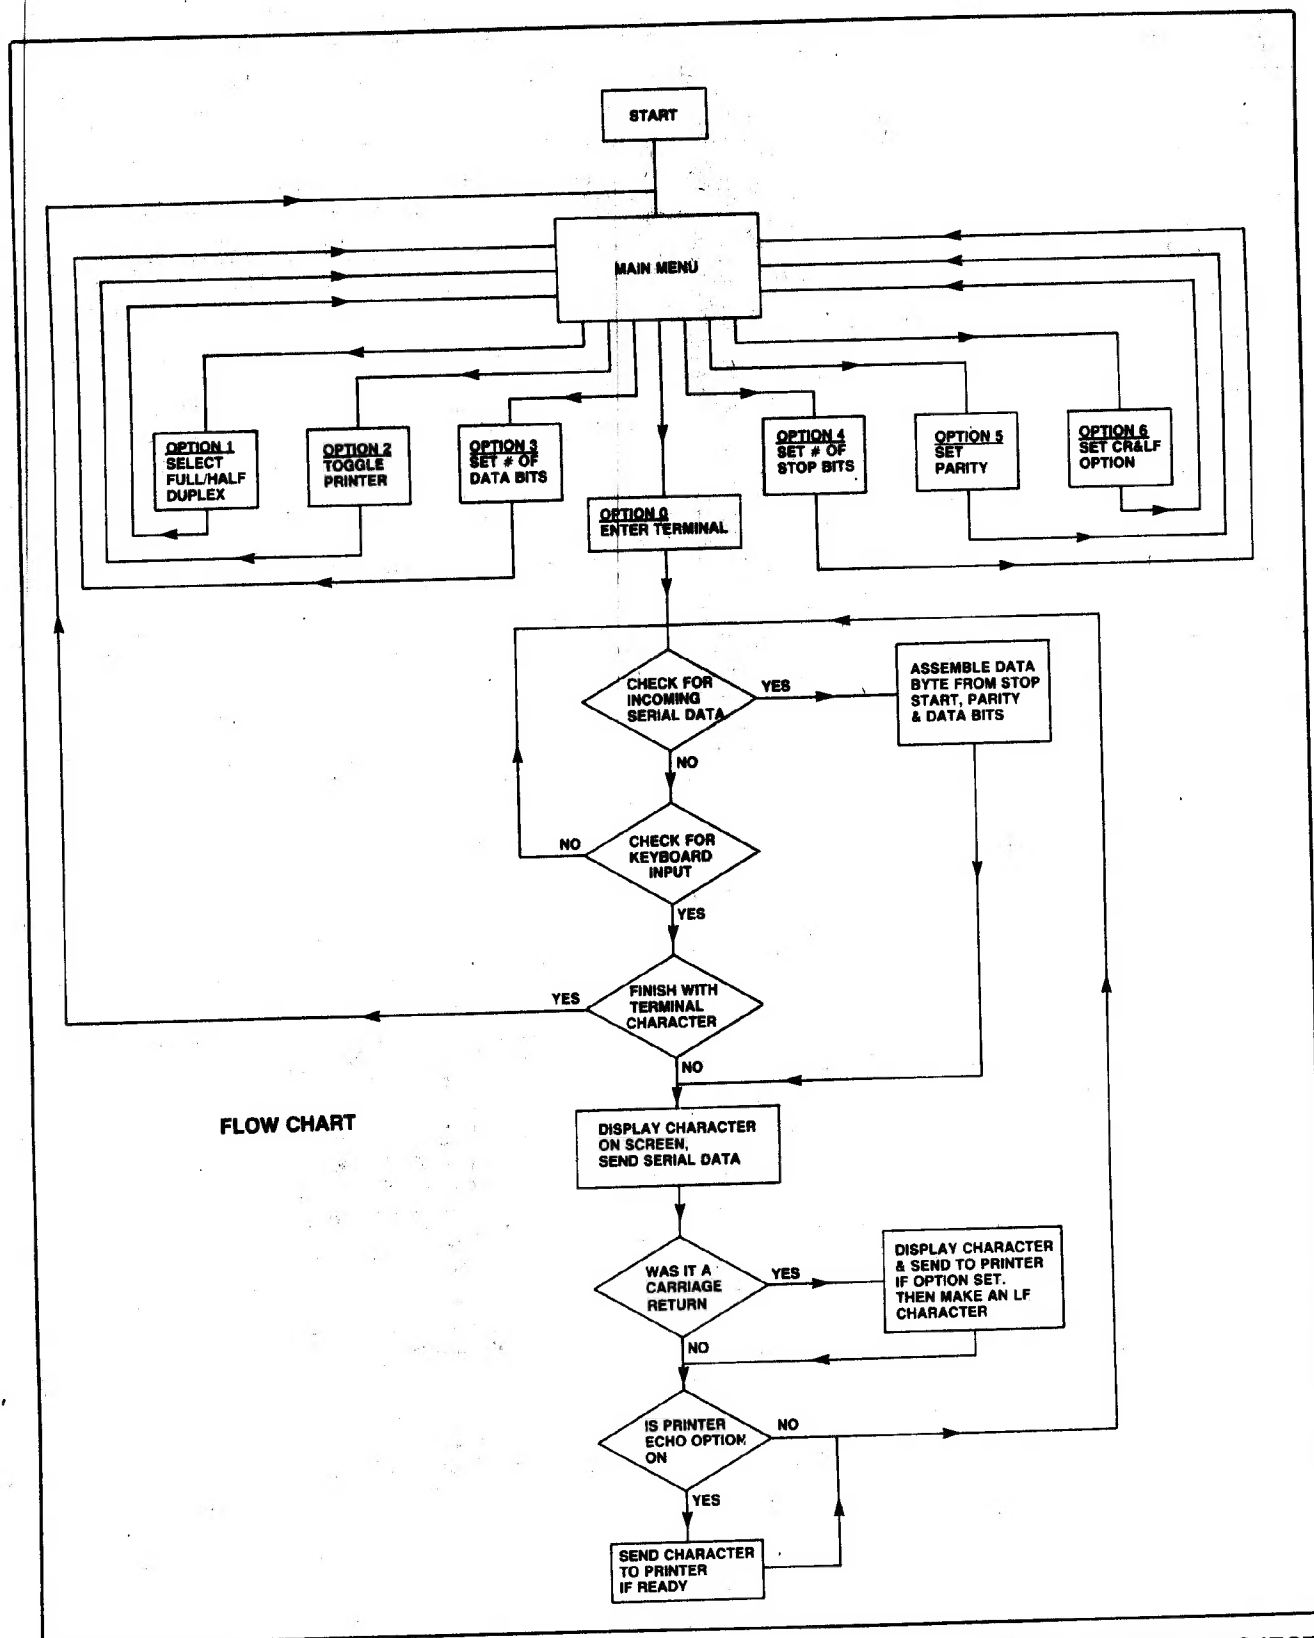 START
MAIN MENU
OPTION 1
SELECT
FULL/HALF
DUPLEX
OPTION 2
TOGGLE
PRINTER
OPTION 3
SET # OF
DATA BITS
OPTION 0
ENTER TERMINAL
OPTION 4
SET # OF
STOP BITS
OPTION 5
SET
PARITY
OPTION 6
SET CR&LF
OPTION
CHECK FOR
INCOMING
SERIAL DATA
YES
ASSEMBLE DATA
BYTE FROM STOP
START, PARITY
& DATA BITS
NO
CHECK FOR
KEYBOARD
INPUT
NO
YES
FINISH WITH
TERMINAL
CHARACTER
YES
NO
FLOW CHART
DISPLAY CHARACTER
ON SCREEN,
SEND SERIAL DATA
WAS IT A
CARRIAGE
RETURN
YES
DISPLAY CHARACTER
& SEND TO PRINTER
IF OPTION SET.
THEN MAKE AN LF
CHARACTER
NO
IS PRINTER
ECHO OPTION
ON
NO
YES
SEND CHARACTER
TO PRINTER
IF READY